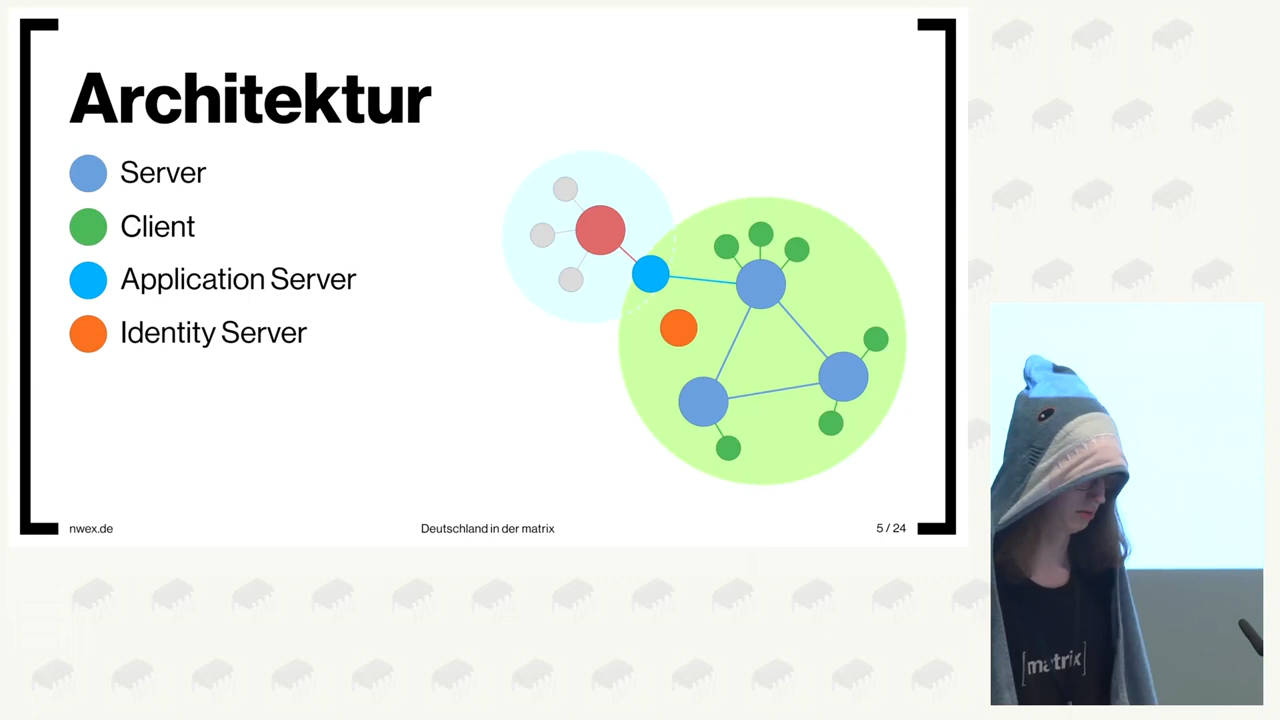 Architektur
Server
Client
Application Server
Identity Server
nwex.de
Deutschland in der matrix
5 / 24
[matrix]